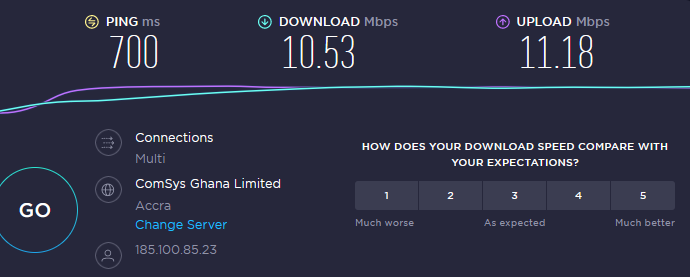 PING ms
DOWNLOAD Mbps
UPLOAD Mbps
700
10.53
11.18
Connections
Multi
ComSys Ghana Limited
Accra
Change Server
185.100.85.23
GO
HOW DOES YOUR DOWNLOAD SPEED COMPARE WITH
YOUR EXPECTATIONS?
1 2 3 4 5
Much worse As expected Much better